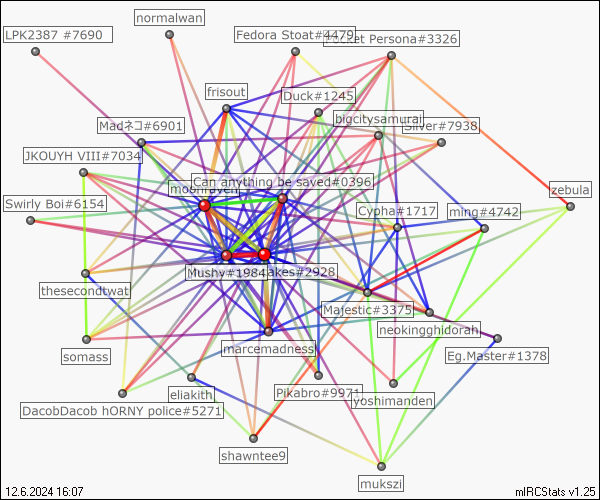 normalwan
LPK2387 #7690
Fedora Stoat#4479
Persona#3326
frisout
Duck#1245
bigcitysamurai
#7938
Madネコ#6901
JKOUYH VIII#7034
Can anything be saved#0396
zebula
Swirly Boi#6154
Cypha#1717
ming#4742
Mushy#1984
akes#2928
thesecondtwat
Majestic#3375
neokingghidorah
marcemadness
somass
Eg.Master#1378
eliakith
Pikabro#9971
yoshimanden
DacobDacob hORNY police#5271
shawntee9
mukszi
12.6.2024 16:07
mIRCStats v1.25